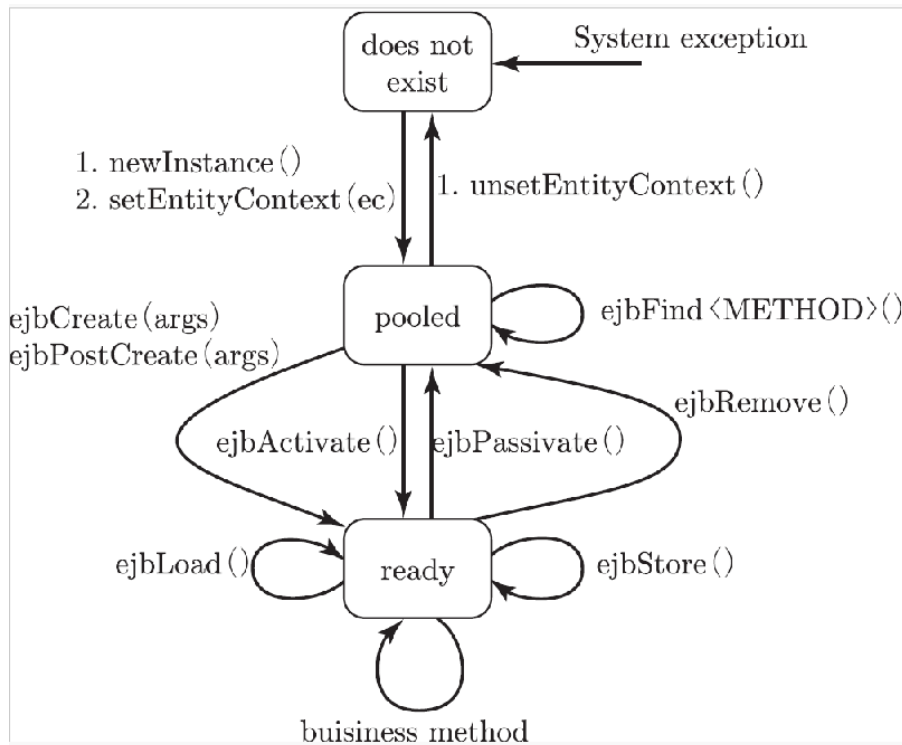 does not
exist
System exception
1. newInstance()
2. setEntityContext(ec)
1. unsetEntityContext()
pooled
ejbFind<METHOD>()
ejbCreate(args)
ejbPostCreate(args)
ejbRemove()
ejbActivate()
ejbPassivate()
ejbLoad()
ready
ejbStore()
buisiness method